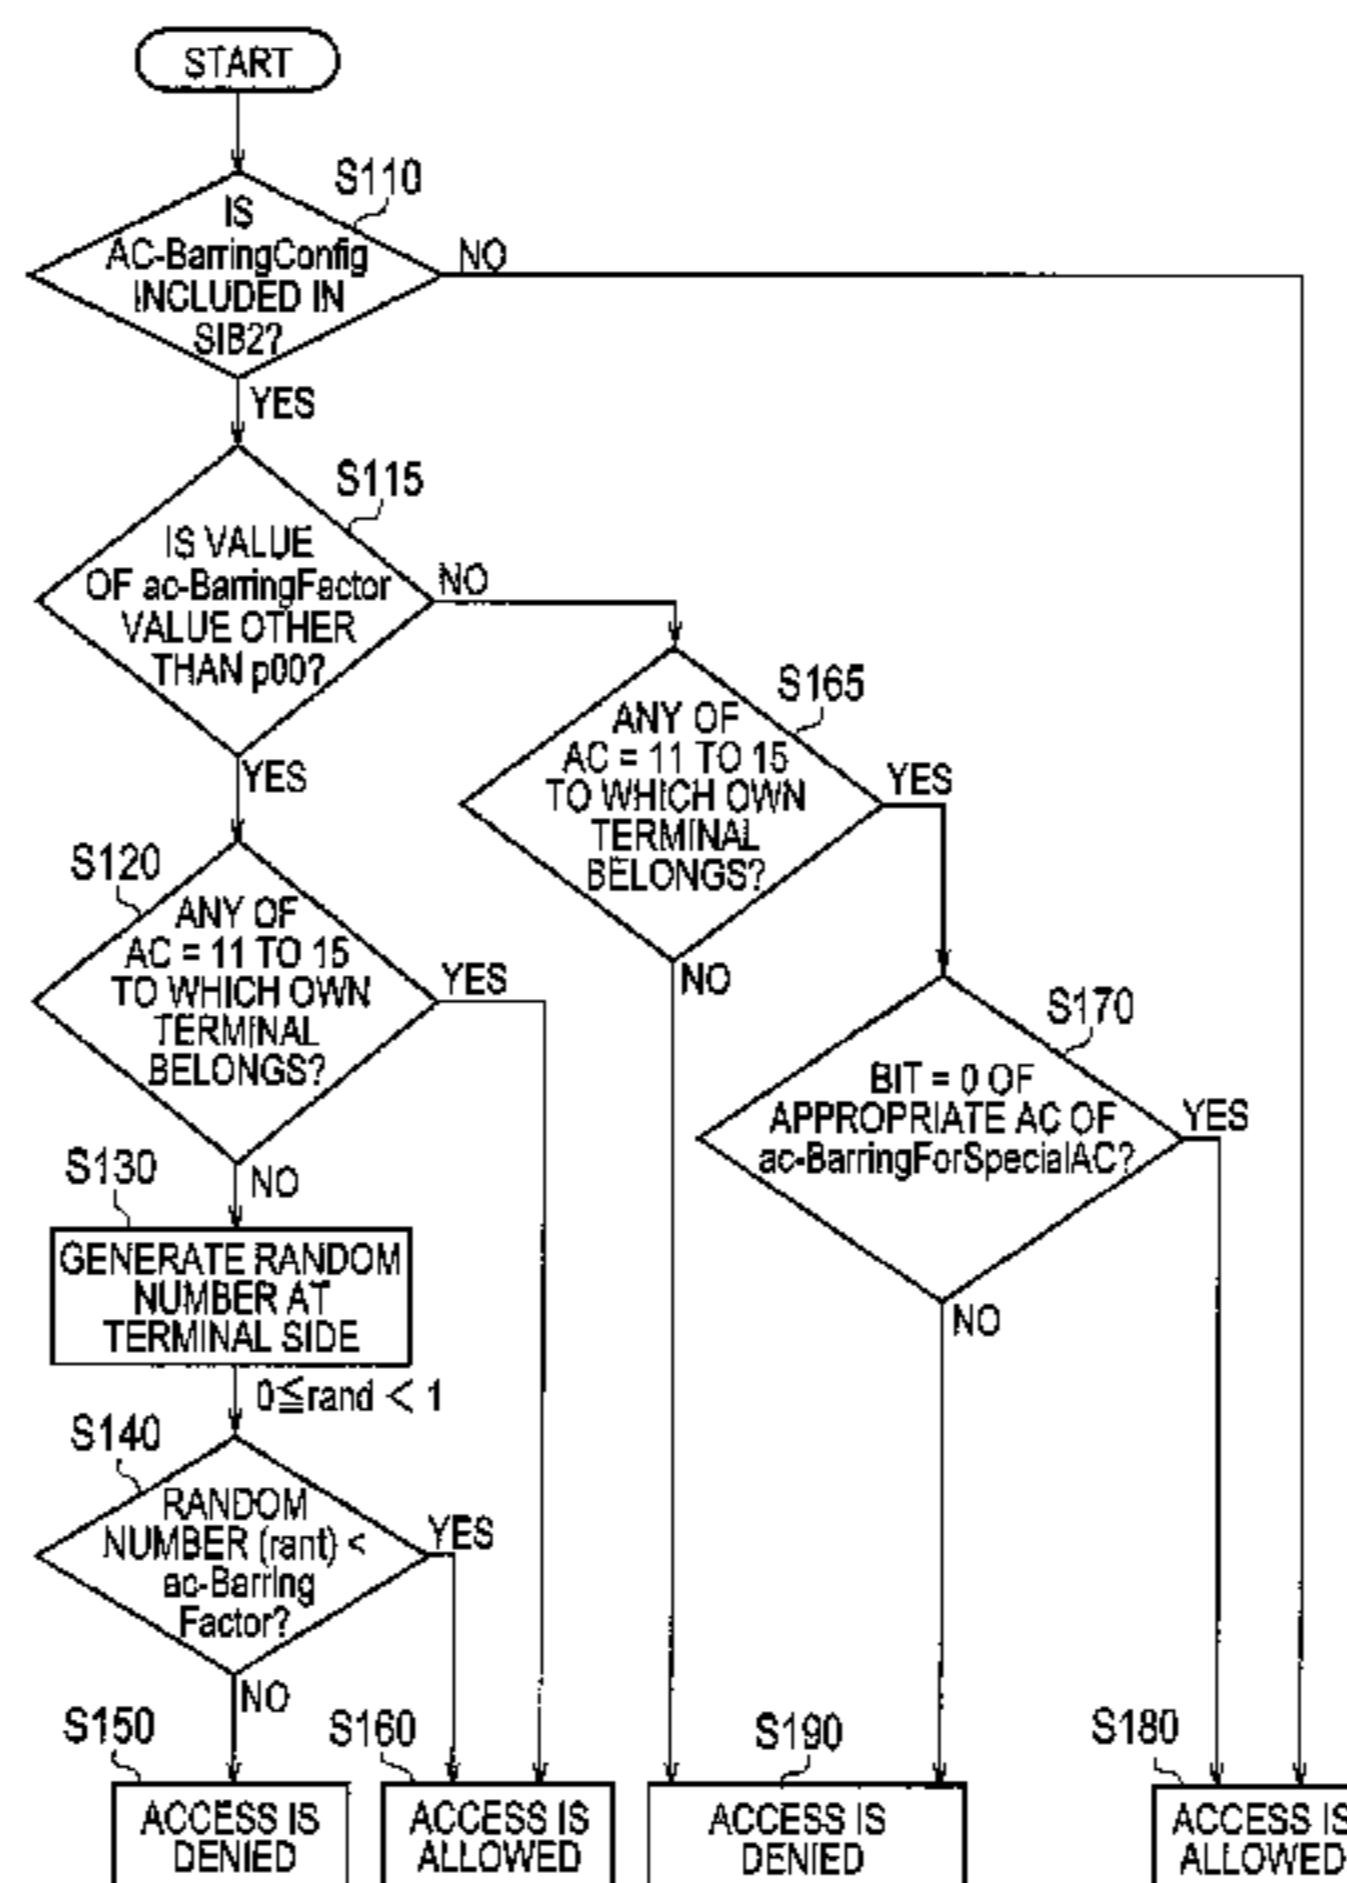 START
S110
IS
AC-BarringConfig
INCLUDED IN
SIB2?
NO
YES
S115
IS VALUE
OF ac-BarringFactor
VALUE OTHER
THAN p00?
NO
YES
S165
ANY OF
AC = 11 TO 15
TO WHICH OWN
TERMINAL
BELONGS?
YES
NO
S120
ANY OF
AC = 11 TO 15
TO WHICH OWN
TERMINAL
BELONGS?
YES
NO
S170
BIT = 0 OF
APPROPRIATE AC OF
ac-BarringForSpecialAC?
YES
NO
S130
GENERATE RANDOM
NUMBER AT
TERMINAL SIDE
0≦rand < 1
S140
RANDOM
NUMBER (rant) <
ac-Barring
Factor?
YES
NO
S150
ACCESS IS
DENIED
S160
ACCESS IS
ALLOWED
S190
ACCESS IS
DENIED
S180
ACCESS IS
ALLOWED